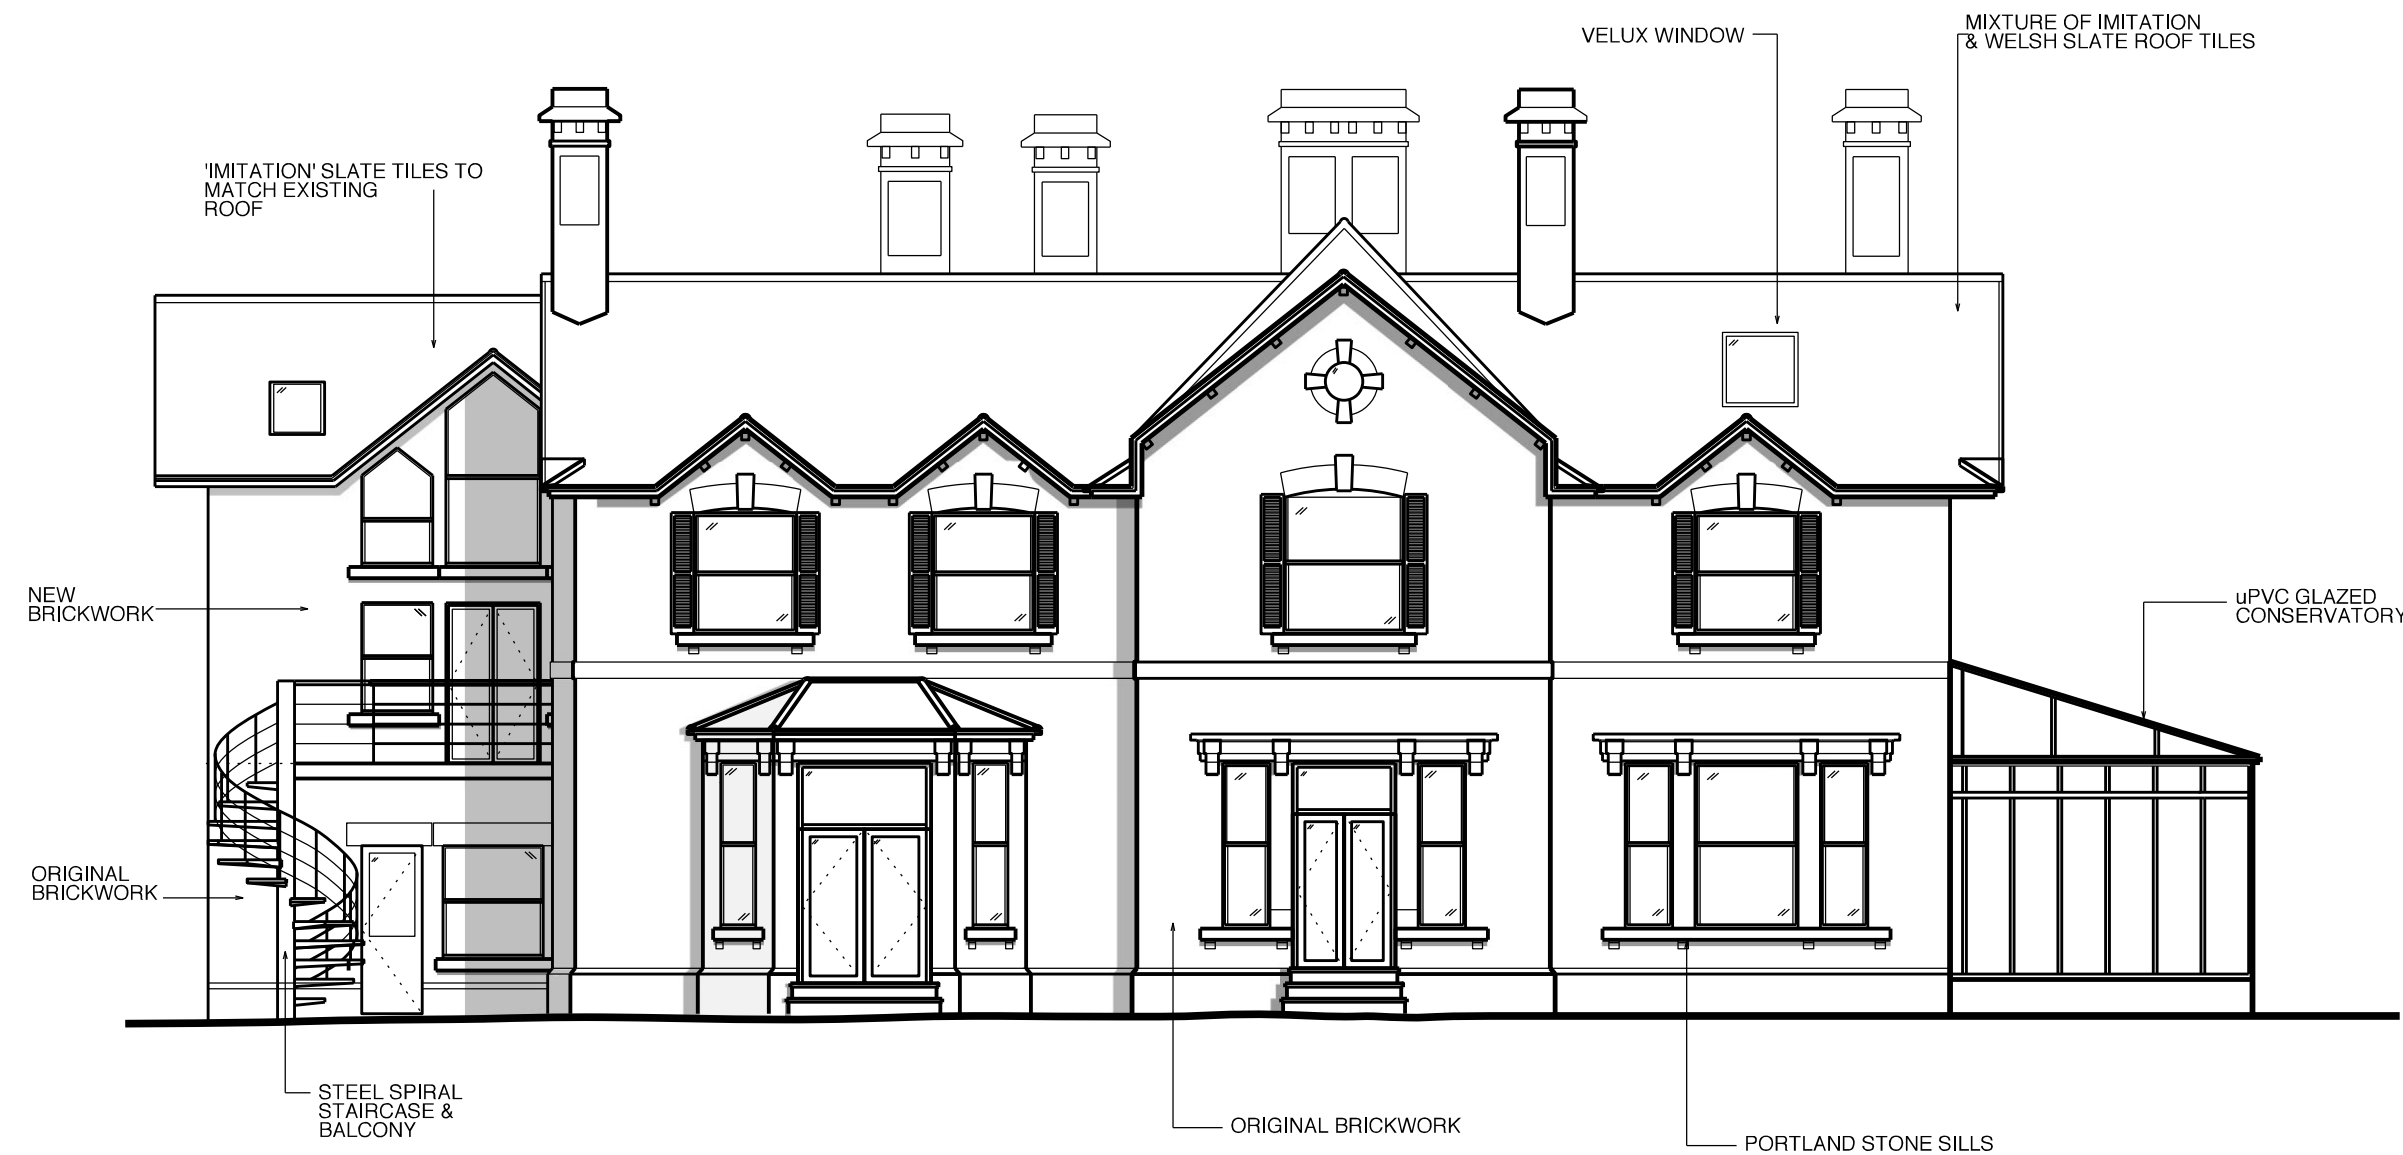 VELUX WINDOW
MIXTURE OF IMITATION
& WELSH SLATE ROOF TILES
'IMITATION' SLATE TILES TO
MATCH EXISTING
ROOF
NEW
BRICKWORK
uPVC GLAZED
CONSERVATORY
ORIGINAL
BRICKWORK
STEEL SPIRAL
STAIRCASE &
BALCONY
ORIGINAL BRICKWORK
PORTLAND STONE SILLS